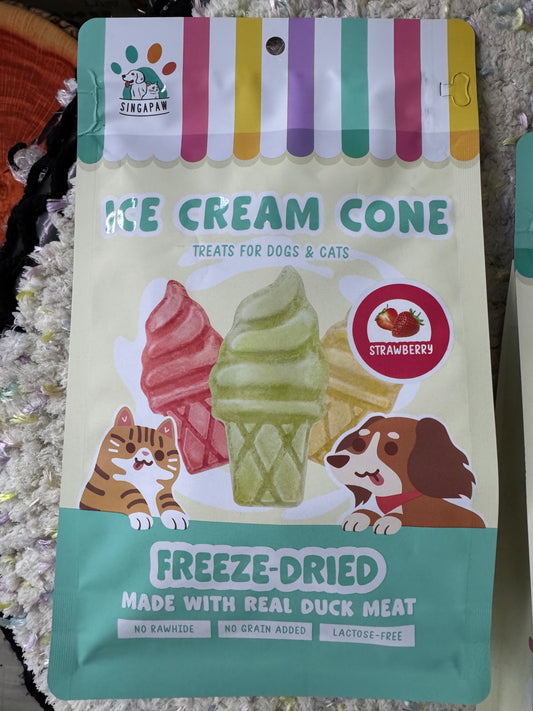 SINGAPAW
ICE CREAM CONE
TREATS FOR DOGS & CATS
STRAWBERRY
FREEZE-DRIED
MADE WITH REAL DUCK MEAT
NO RAWHIDE NO GRAIN ADDED LACTOSE-FREE